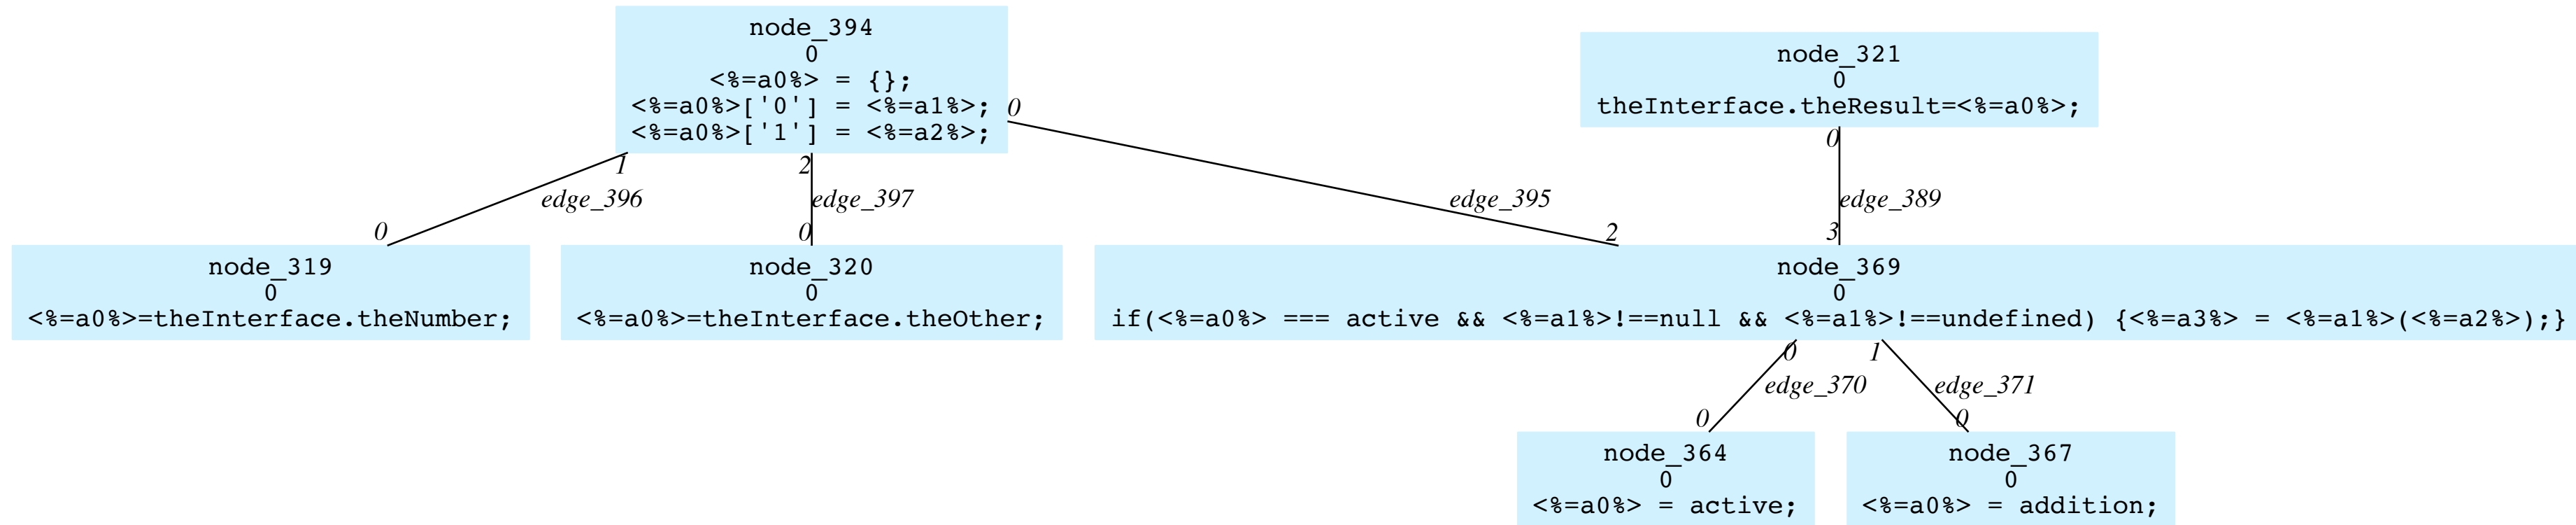 node_394
0
<%=a0%> = {};
<%=a0%>['0'] = <%=a1%>;
<%=a0%>['1'] = <%=a2%>;
node_321
0
theInterface.theResult=<%=a0%>;
0
1
2
0
edge_396
edge_397
edge_395
edge_389
0
0
2
3
node_319
0
<%=a0%>=theInterface.theNumber;
node_320
0
<%=a0%>=theInterface.theOther;
node_369
0
if(<%=a0%> === active && <%=a1%>!==null && <%=a1%>!==undefined) {<%=a3%> = <%=a1%>(<%=a2%>);}
0
1
edge_370
edge_371
0
0
node_364
0
<%=a0%> = active;
node_367
0
<%=a0%> = addition;